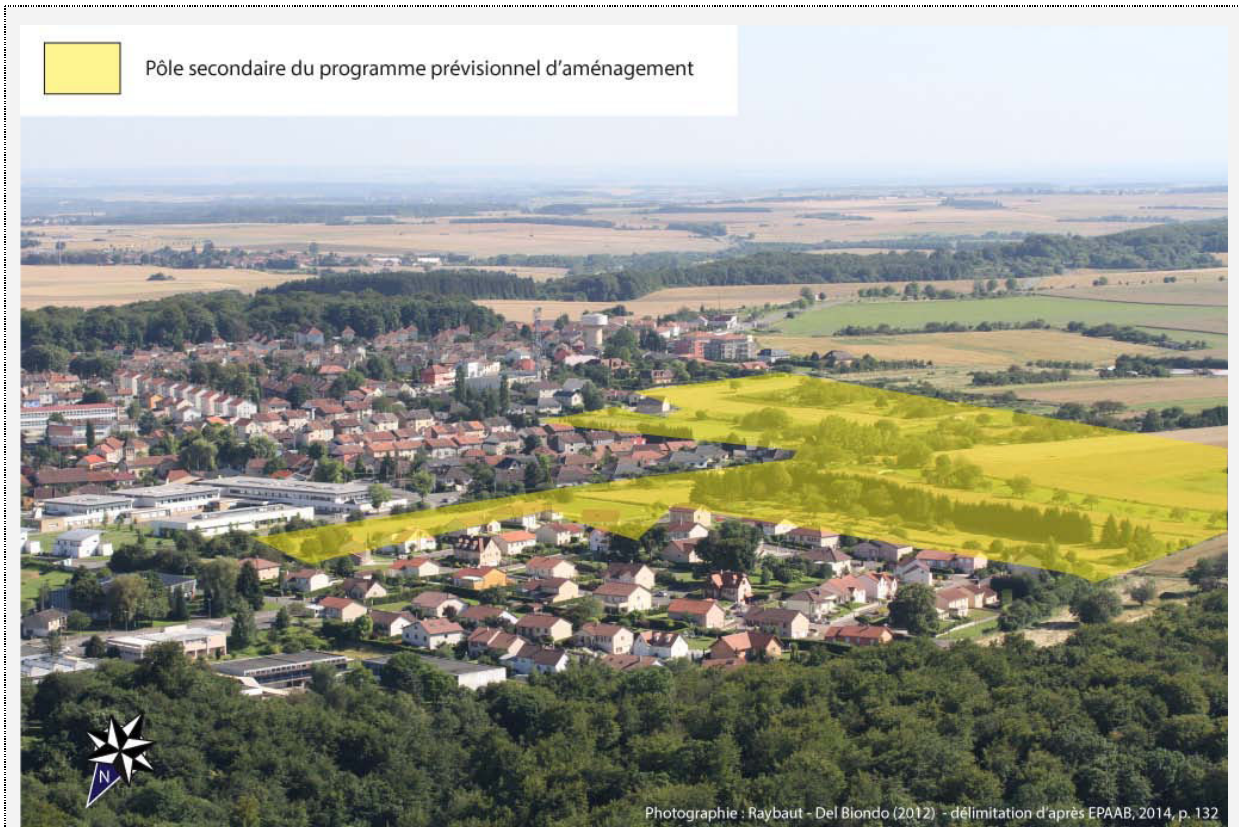 Pôle secondaire du programme prévisionnel d'aménagement
N
Photographie : Raybaut - Del Biondo (2012) - délimitation d'après EPAAB, 2014, p. 132